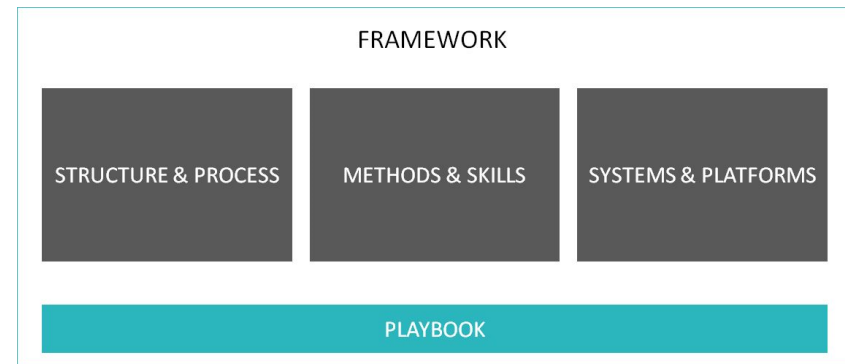 FRAMEWORK
STRUCTURE & PROCESS
METHODS & SKILLS
SYSTEMS & PLATFORMS
PLAYBOOK